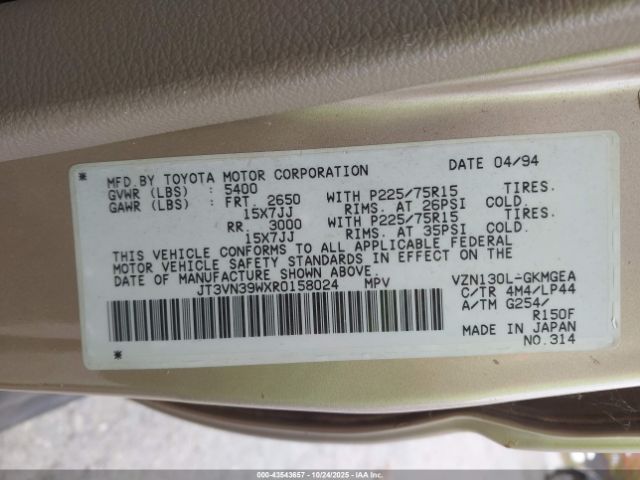 * MFD.BY TOYOTA MOTOR CORPORATION DATE 04/94
GVWR (LBS) : 5400
GAWR (LBS) : FRT. 2650 WITH P225/75R15 TIRES.
15X7JJ RIMS. AT 26PSI COLD.
RR. 3000 WITH P225/75R15 TIRES.
15X7JJ RIMS. AT 35PSI COLD.
THIS VEHICLE CONFORMS TO ALL APPLICABLE FEDERAL
MOTOR VEHICLE SAFETY STANDARDS IN EFFECT ON THE
DATE OF MANUFACTURE SHOWN ABOVE.
JT3VN39WXR0158024 MPV VZN130L-GKMGEA
C/TR 4M4/LP44
A/TM G254/
R150F
MADE IN JAPAN
* NO.314
000-43543657 - 10/24/2025 - IAA Inc.